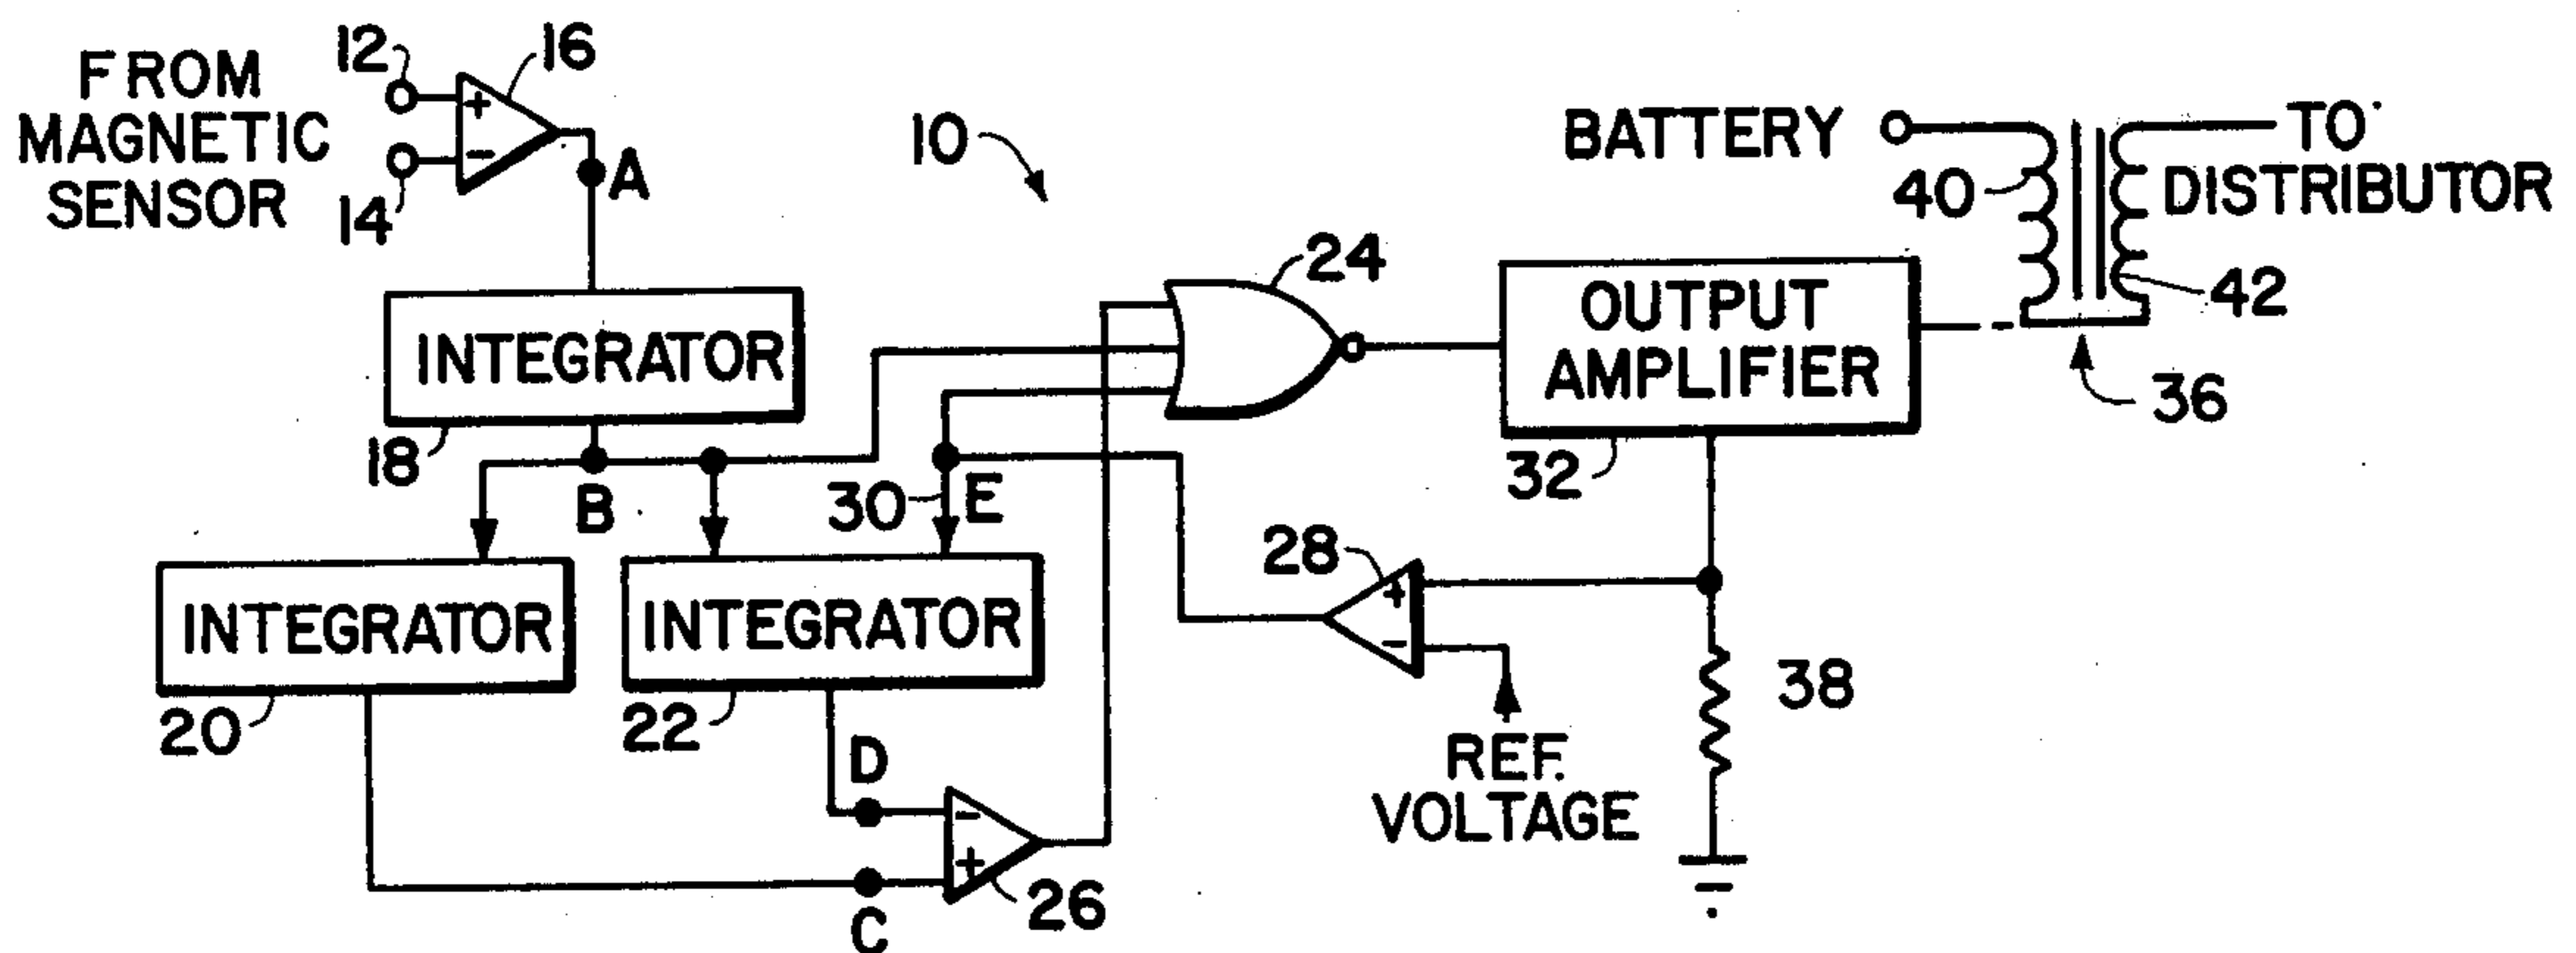 FROM
MAGNETIC
SENSOR
12
14
16
+
-
A
10
INTEGRATOR
18
B
INTEGRATOR
20
INTEGRATOR
22
30
E
D
C
-
+
26
24
28
+
-
REF.
VOLTAGE
OUTPUT
AMPLIFIER
32
38
BATTERY
40
42
36
TO
DISTRIBUTOR